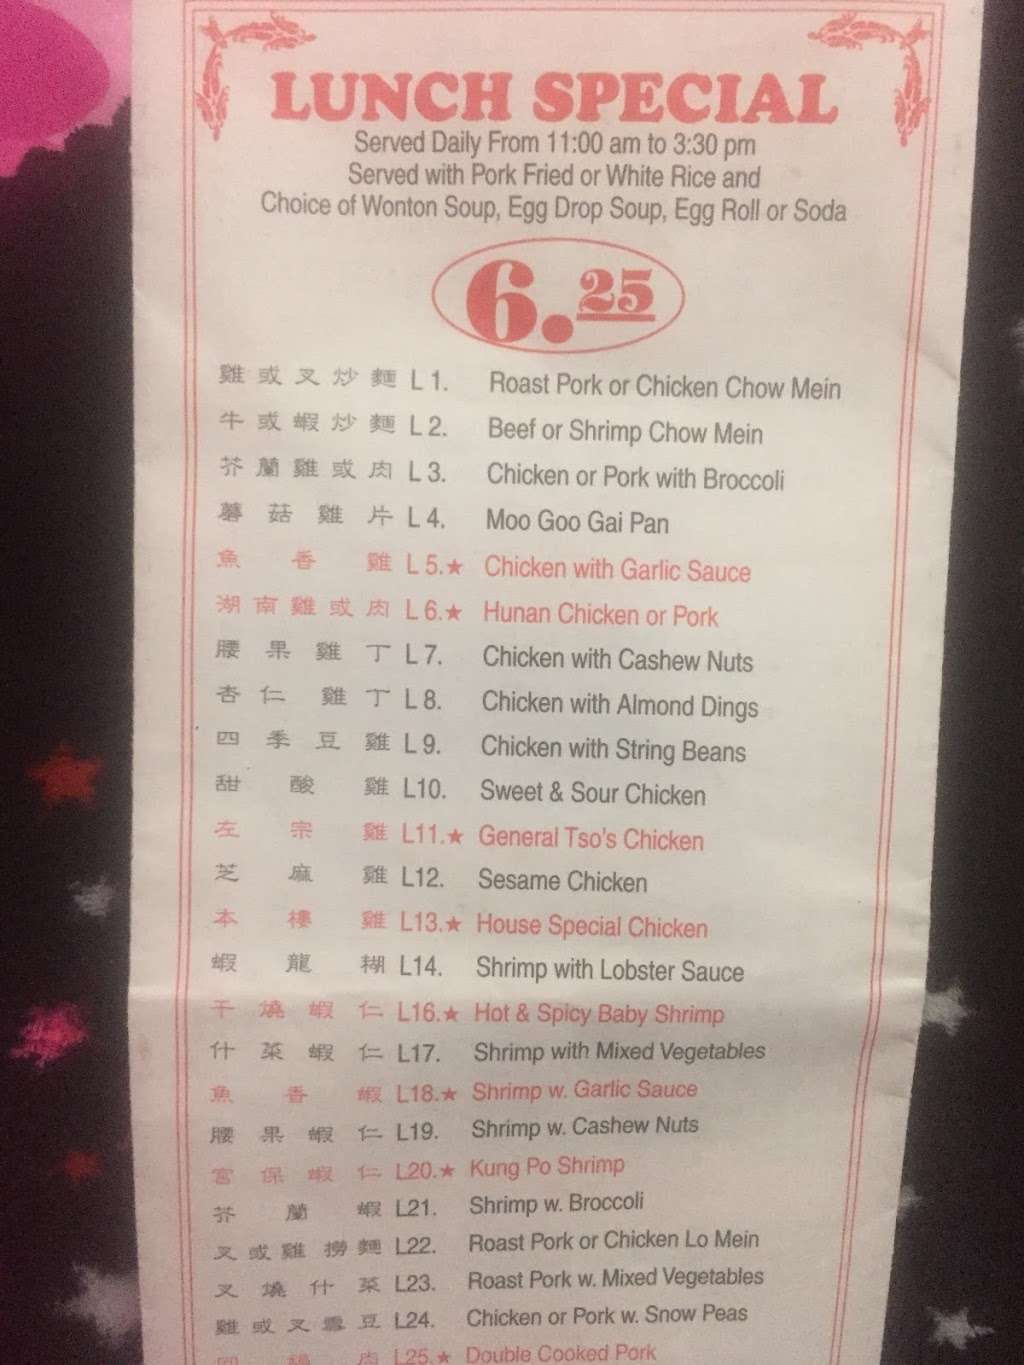 LUNCH SPECIAL
Served Daily From 11:00 am to 3:30 pm
Served with Pork Fried or White Rice and
Choice of Wonton Soup, Egg Drop Soup, Egg Roll or Soda
6.25
雞或叉炒麵 L 1. Roast Pork or Chicken Chow Mein
牛或蝦炒麵 L 2. Beef or Shrimp Chow Mein
芥蘭雞或肉 L 3. Chicken or Pork with Broccoli
蘑菇雞片 L 4. Moo Goo Gai Pan
魚香雞 L 5.★ Chicken with Garlic Sauce
湖南雞或肉 L 6.★ Hunan Chicken or Pork
腰果雞丁 L 7. Chicken with Cashew Nuts
杏仁雞丁 L 8. Chicken with Almond Dings
四季豆雞 L 9. Chicken with String Beans
甜酸雞 L10. Sweet & Sour Chicken
左宗雞 L11.★ General Tso's Chicken
芝麻雞 L12. Sesame Chicken
本樓雞 L13.★ House Special Chicken
蝦龍糊 L14. Shrimp with Lobster Sauce
干燒蝦仁 L16.★ Hot & Spicy Baby Shrimp
什菜蝦仁 L17. Shrimp with Mixed Vegetables
魚香蝦 L18.★ Shrimp w. Garlic Sauce
腰果蝦仁 L19. Shrimp w. Cashew Nuts
宮保蝦仁 L20.★ Kung Po Shrimp
芥蘭蝦 L21. Shrimp w. Broccoli
叉或雞撈麵 L22. Roast Pork or Chicken Lo Mein
叉燒什菜 L23. Roast Pork w. Mixed Vegetables
雞或叉雪豆 L24. Chicken or Pork w. Snow Peas
回鍋肉 L25.★ Double Cooked Pork